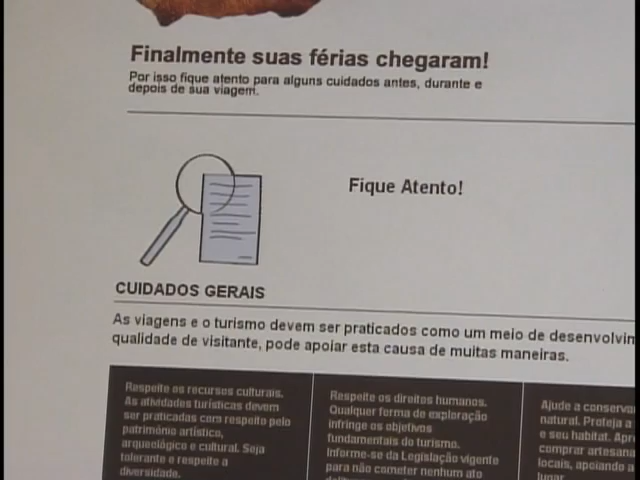 Finalmente suas férias chegaram!
Por isso fique atento para alguns cuidados antes, durante e
depois de sua viagem.
Fique Atento!
CUIDADOS GERAIS
As viagens e o turismo devem ser praticados como um meio de
qualidade de visitante, pode apoiar esta causa de muitas maneiras.
Respeite os recursos culturais.
As atividades turísticas devem
ser praticadas com respeito pelo
patrimônio artístico,
arqueológico e cultural. Seja
tolerante e respeite a
diversidade.
Respeite os direitos humanos.
Qualquer forma de exploração
infringe os objetivos
fundamentais do turismo.
Informe-se da Legislação vigente
para não cometer nenhum ato
Ajude a
natural. Proteja a
e seu habitat.
comprar
locais, apoiando a
lugar